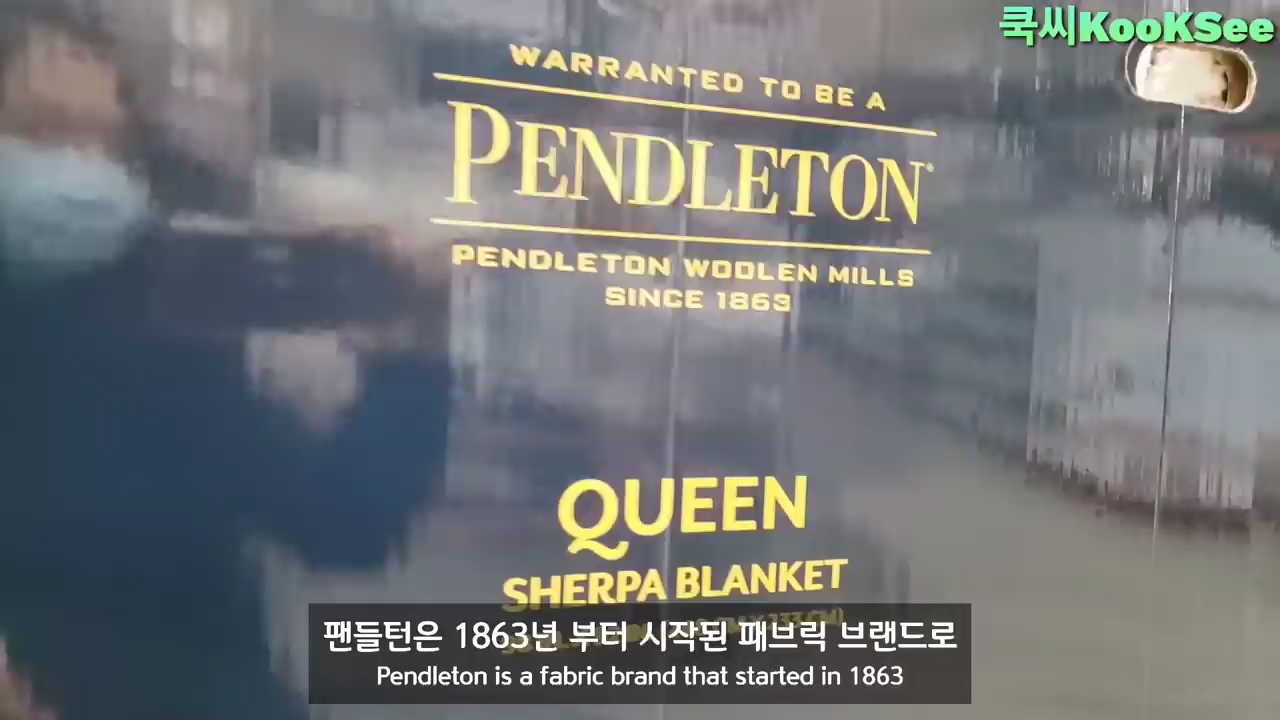 쿡씨KooKSee
WARRANTED TO BE A
PENDLETON
PENDLETON WOOLEN MILLS
SINCE 1863
QUEEN
SHERPA BLANKET
팬들턴은 1863년 부터 시작된 패브릭 브랜드로
Pendleton is a fabric brand that started in 1863